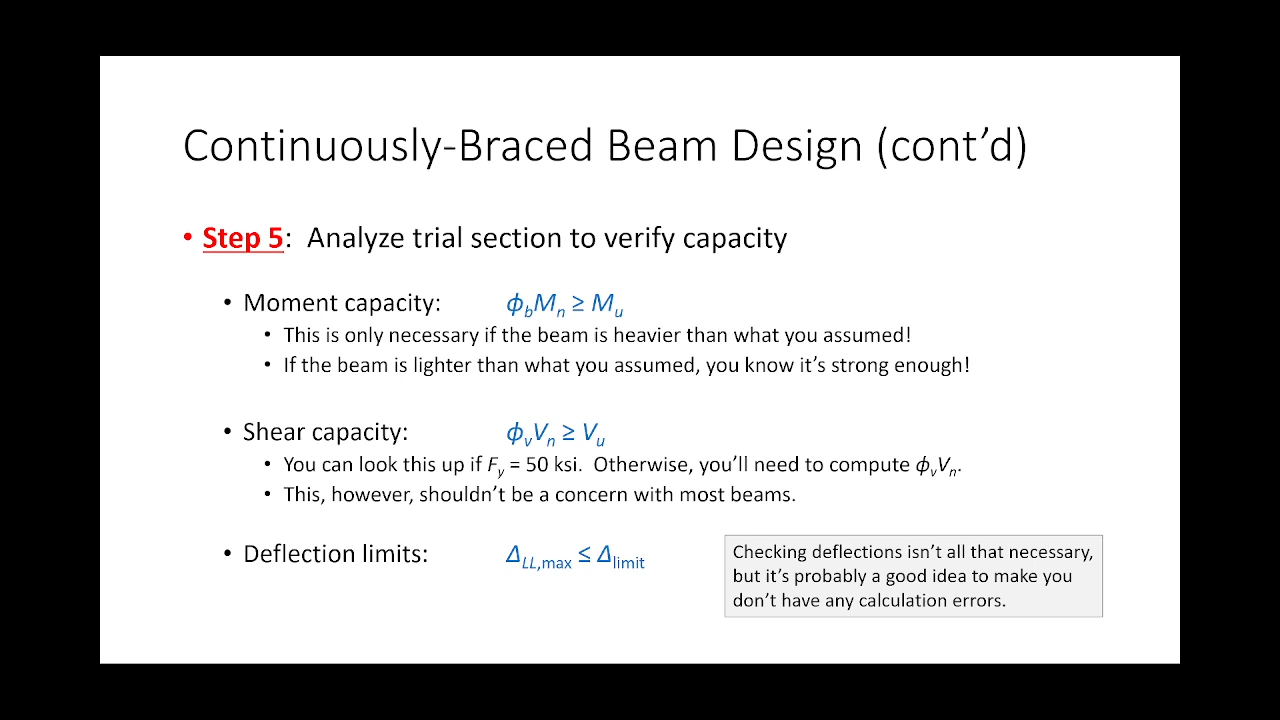 Continuously-Braced Beam Design (cont’d)
• Step 5:  Analyze trial section to verify capacity
• Moment capacity: ϕbMn ≥ Mu
• This is only necessary if the beam is heavier than what you assumed!
• If the beam is lighter than what you assumed, you know it’s strong enough!
• Shear capacity: ϕvVn ≥ Vu
• You can look this up if Fy = 50 ksi.  Otherwise, you’ll need to compute ϕvVn.
• This, however, shouldn’t be a concern with most beams.
• Deflection limits: ΔLL,max ≤ Δlimit
Checking deflections isn’t all that necessary,
but it’s probably a good idea to make you
don’t have any calculation errors.